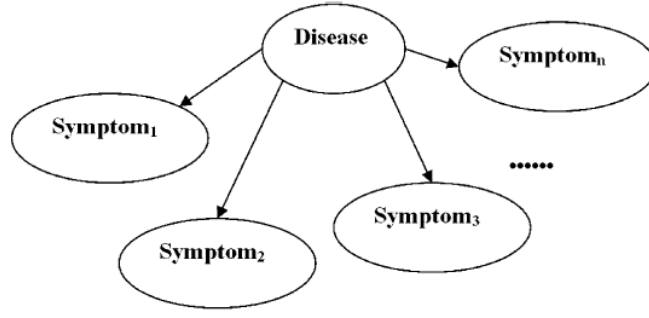 Disease
Symptomₙ
Symptom₁
Symptom₃
Symptom₂
......